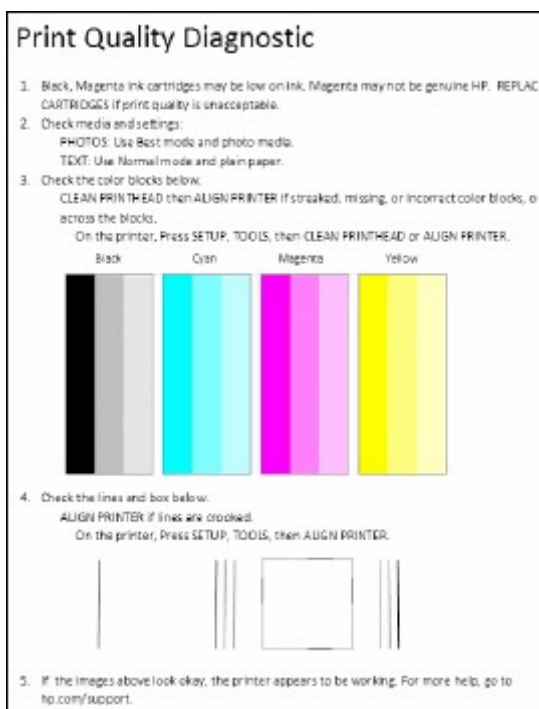 Print Quality Diagnostic
1. Black, Magenta ink cartridges may be low on ink. Magenta may not be genuine HP. REPLAC
CARTRIDGES if print quality is unacceptable.
2. Check media and settings:
PHOTOS: Use Best mode and photo media.
TEXT: Use Normal mode and plain paper.
3. Check the color blocks below.
CLEAN PRINTHEAD then ALIGN PRINTER if streaked, missing, or incorrect color blocks, o
across the blocks.
On the printer, Press SETUP, TOOLS, then CLEAN PRINTHEAD or ALIGN PRINTER.
Black Cyan Magenta Yellow
4. Check the lines and box below.
ALIGN PRINTER if lines are crooked.
On the printer, Press SETUP, TOOLS, then ALIGN PRINTER.
5. If the images above look okay, the printer appears to be working. For more help, go to
hp.com/support.